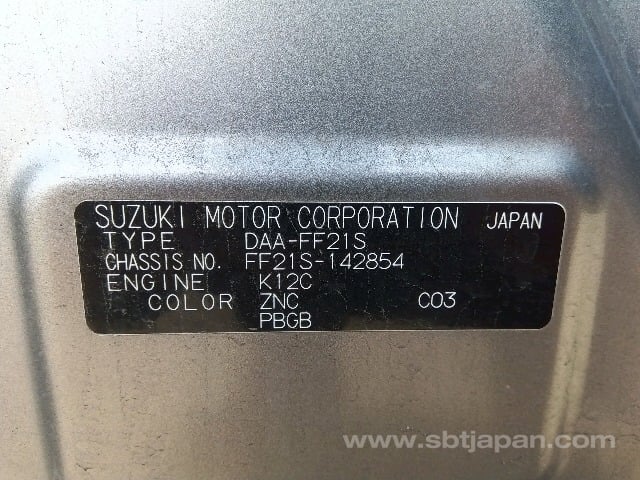 SUZUKI MOTOR CORPORATION JAPAN
TYPE DAA-FF21S
CHASSIS NO. FF21S-142854
ENGINE K12C
COLOR ZNC C03
PBGB
www.sbtjapan.com